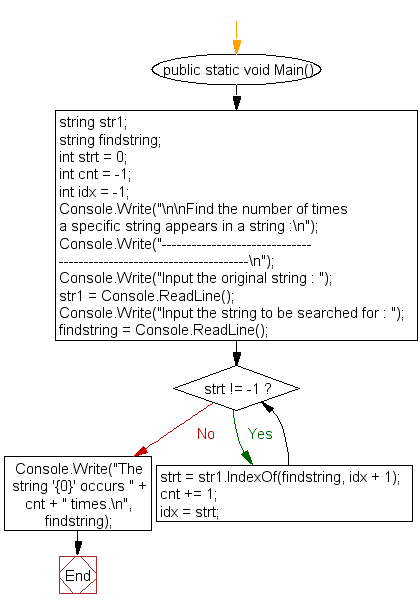 public static void Main()
string str1;
string findstring;
int strt = 0;
int cnt = -1;
int idx = -1;
Console.Write("\n\nFind the number of times
a specific string appears in a string :\n");
Console.Write("-------------------------------
---------------------------------------\n");
Console.Write("Input the original string : ");
str1 = Console.ReadLine();
Console.Write("Input the string to be searched for : ");
findstring = Console.ReadLine();
strt != -1 ?
No
Yes
Console.Write("The
string '{0}' occurs " +
cnt + " times.\n",
findstring);
strt = str1.IndexOf(findstring, idx + 1);
cnt += 1;
idx = strt;
End